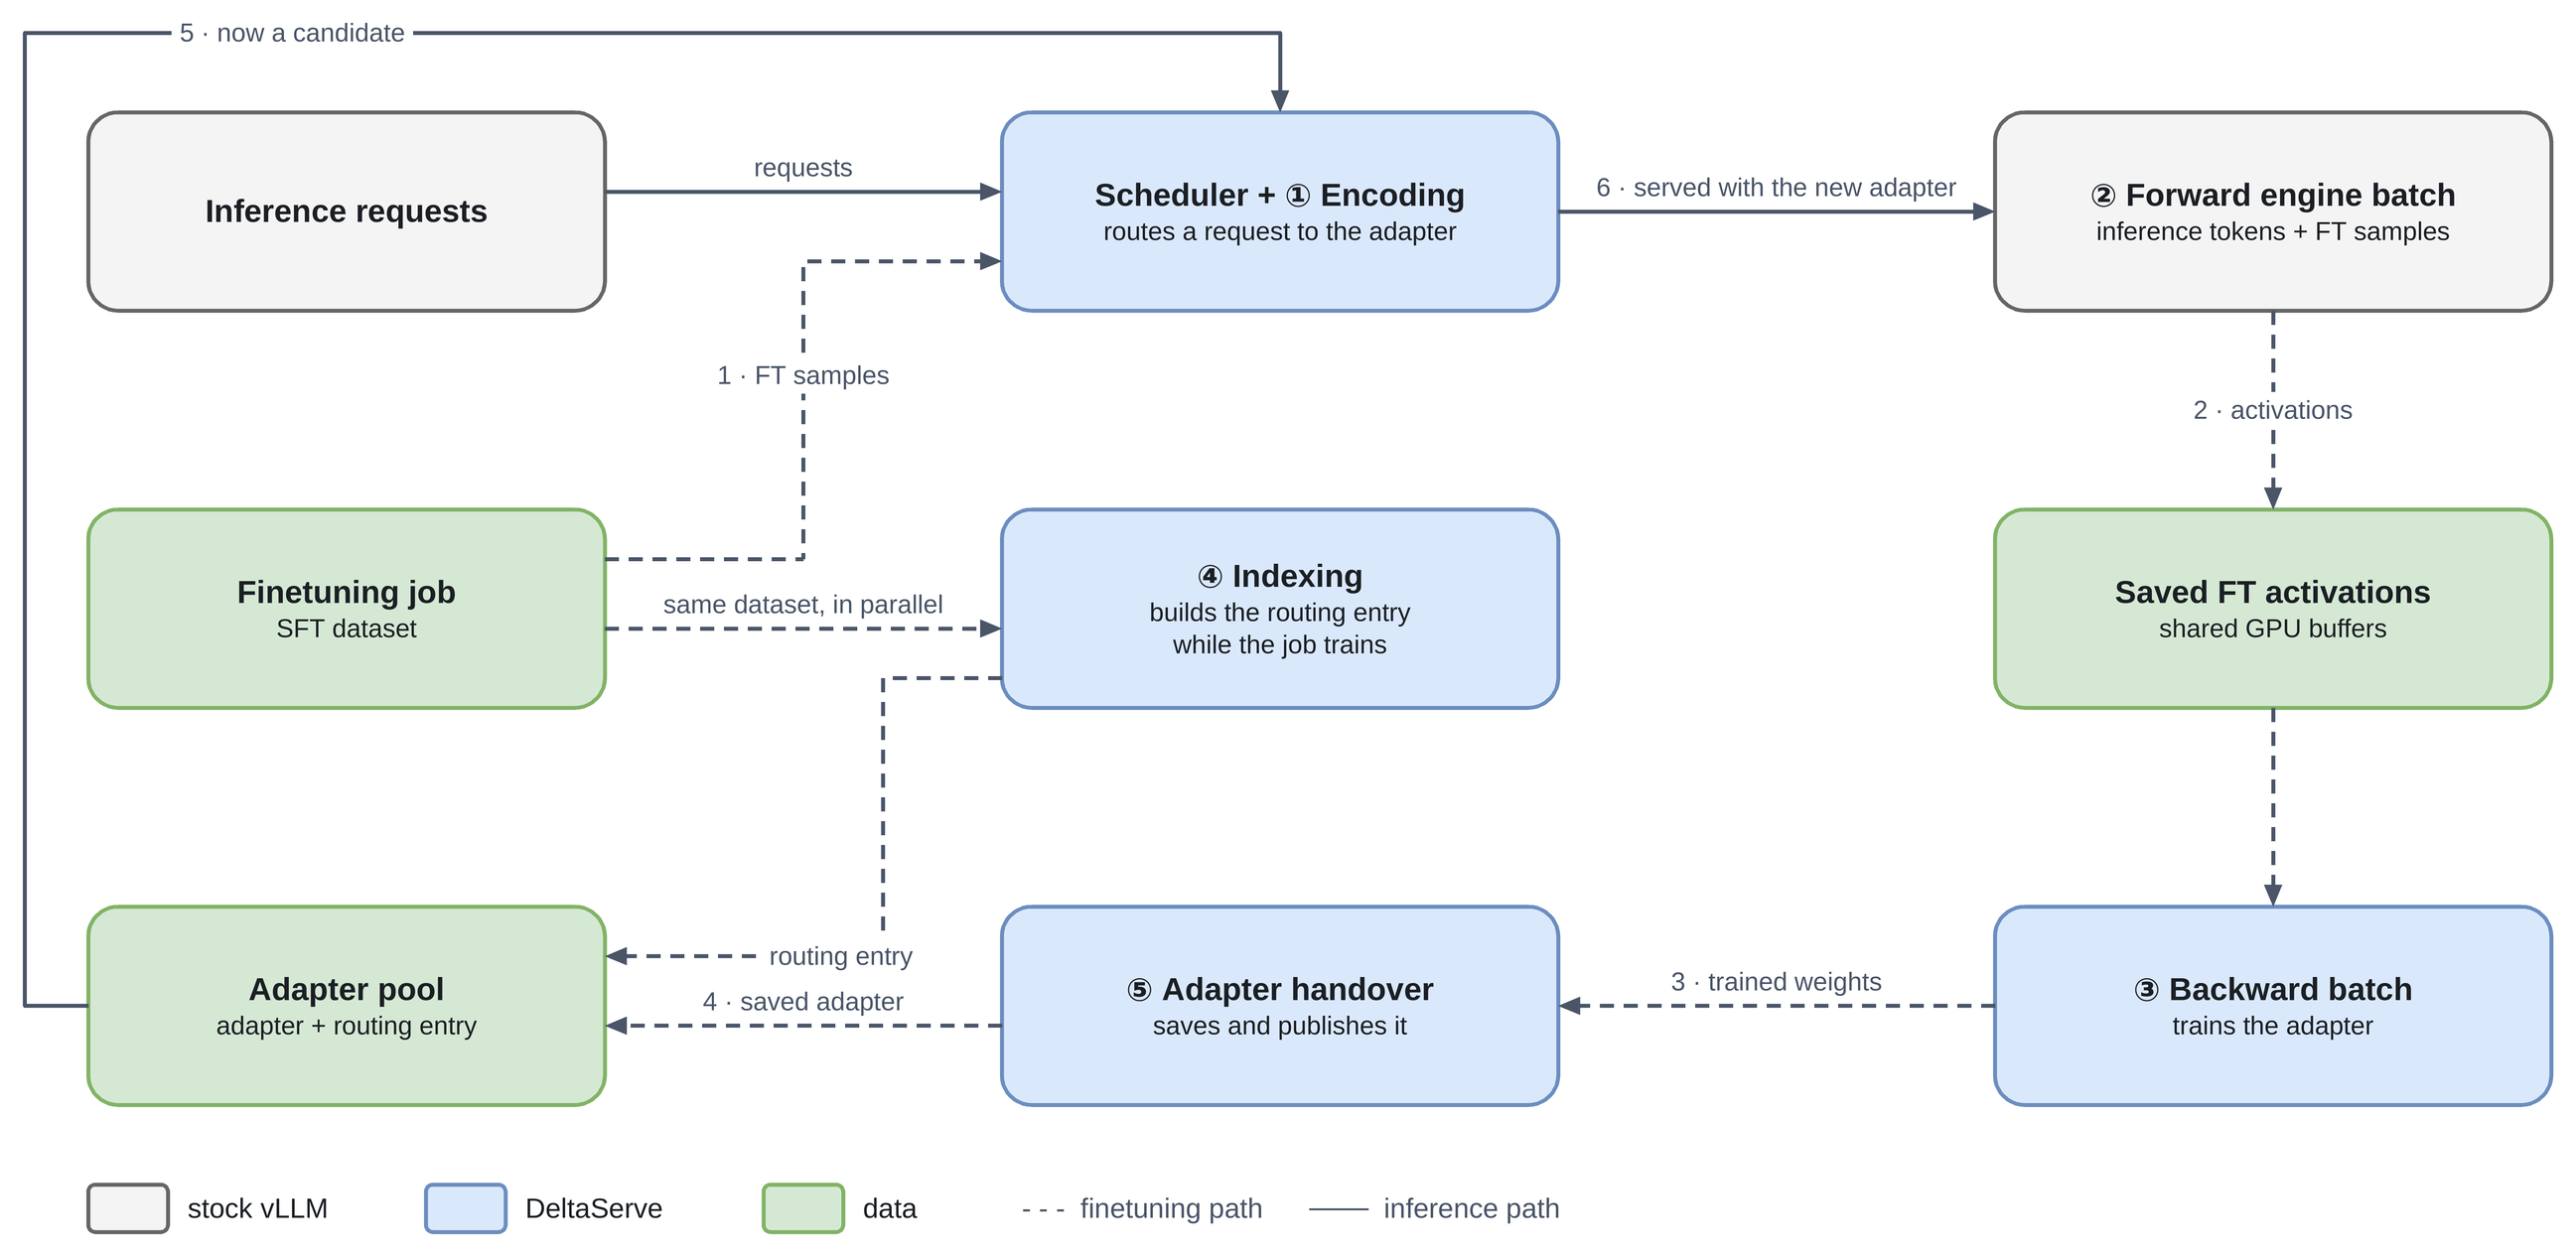 5 · now a candidate
Inference requests
requests
Scheduler + ① Encoding
routes a request to the adapter
6 · served with the new adapter
② Forward engine batch
inference tokens + FT samples
1 · FT samples
2 · activations
Finetuning job
SFT dataset
same dataset, in parallel
④ Indexing
builds the routing entry
while the job trains
Saved FT activations
shared GPU buffers
routing entry
Adapter pool
adapter + routing entry
4 · saved adapter
⑤ Adapter handover
saves and publishes it
3 · trained weights
③ Backward batch
trains the adapter
stock vLLM
DeltaServe
data
finetuning path
inference path